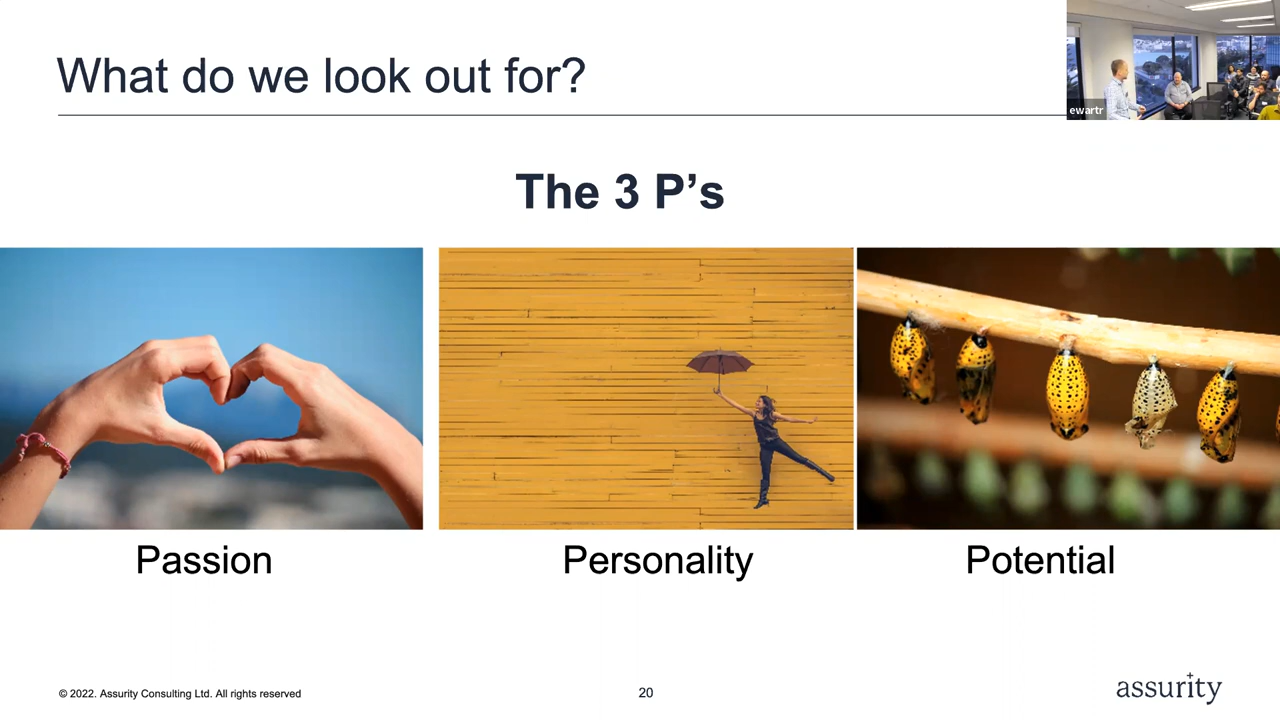 What do we look out for?
ewartr
The 3 P’s
Passion
Personality
Potential
© 2022. Assurity Consulting Ltd. All rights reserved
20
assurity